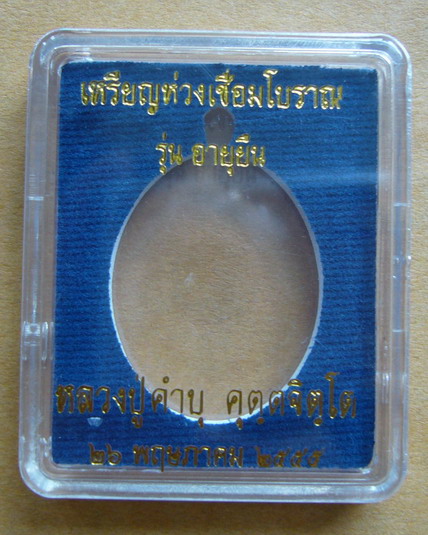 เหรียญห่วงเชื่อมโบราณ
รุ่น อายุยืน
หลวงปู่คำบุ คุตฺตจิตฺโต
๒๖ พฤษภาคม ๒๕๕๕